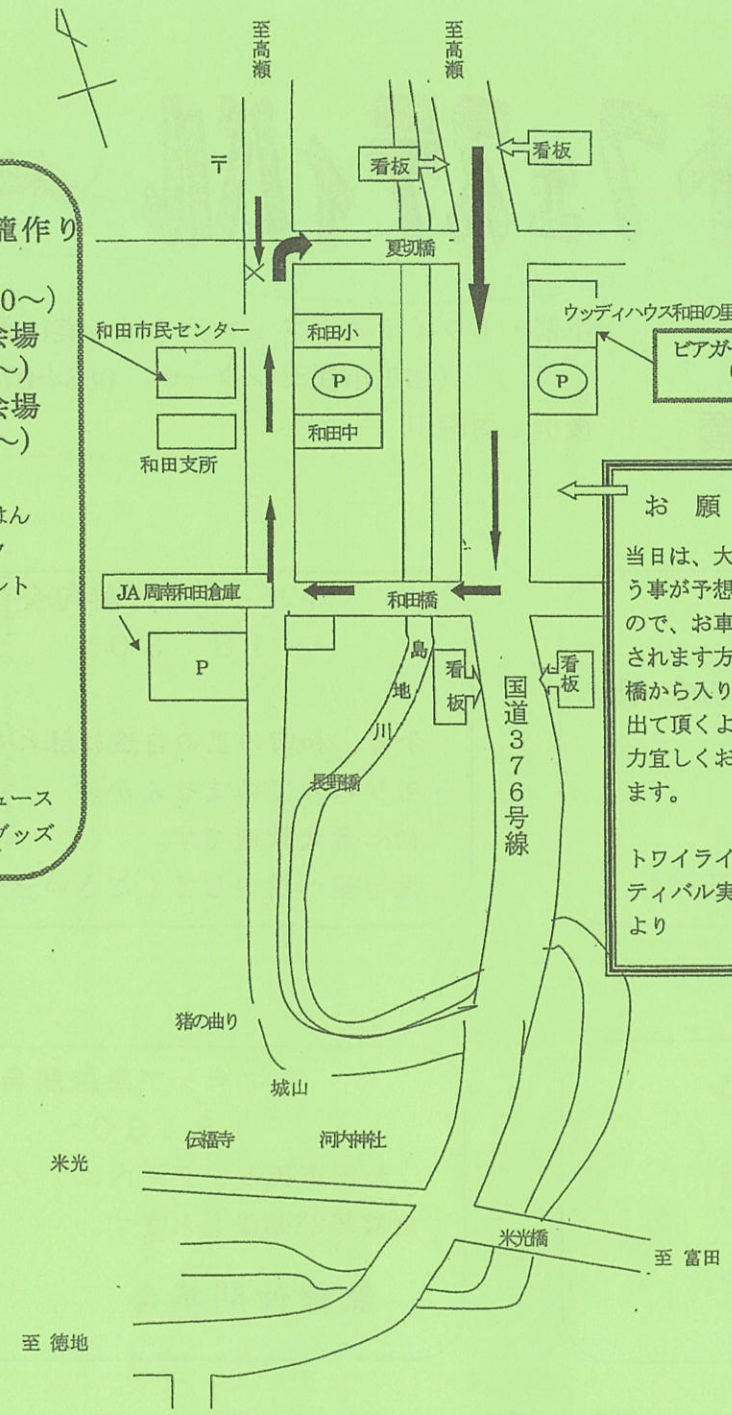 至高瀬
至高瀬
〒
看板
看板
夏切橋
籠作り
0～)
会場
～)
会場
～)
はん
ント
ュース
グッズ
和田市民センター
和田支所
和田小
P
和田中
ウッディハウス和田の里
ビアガー
P
JA周南和田倉庫
P
和田橋
島地川
長野橋
看板
看板
国道376号線
お 願
当日は、大
う事が予想
ので、お車
されます方
橋から入り
出て頂くよ
力宜しくお
ます。
トワイライ
ティバル実
より
猪の曲り
城山
伝福寺
河内神社
米光
米光橋
至 富田
至 徳地